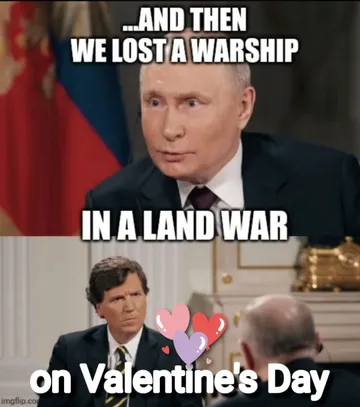 ...AND THEN
WE LOST A WARSHIP
IN A LAND WAR
on Valentine's Day
imgflip.com